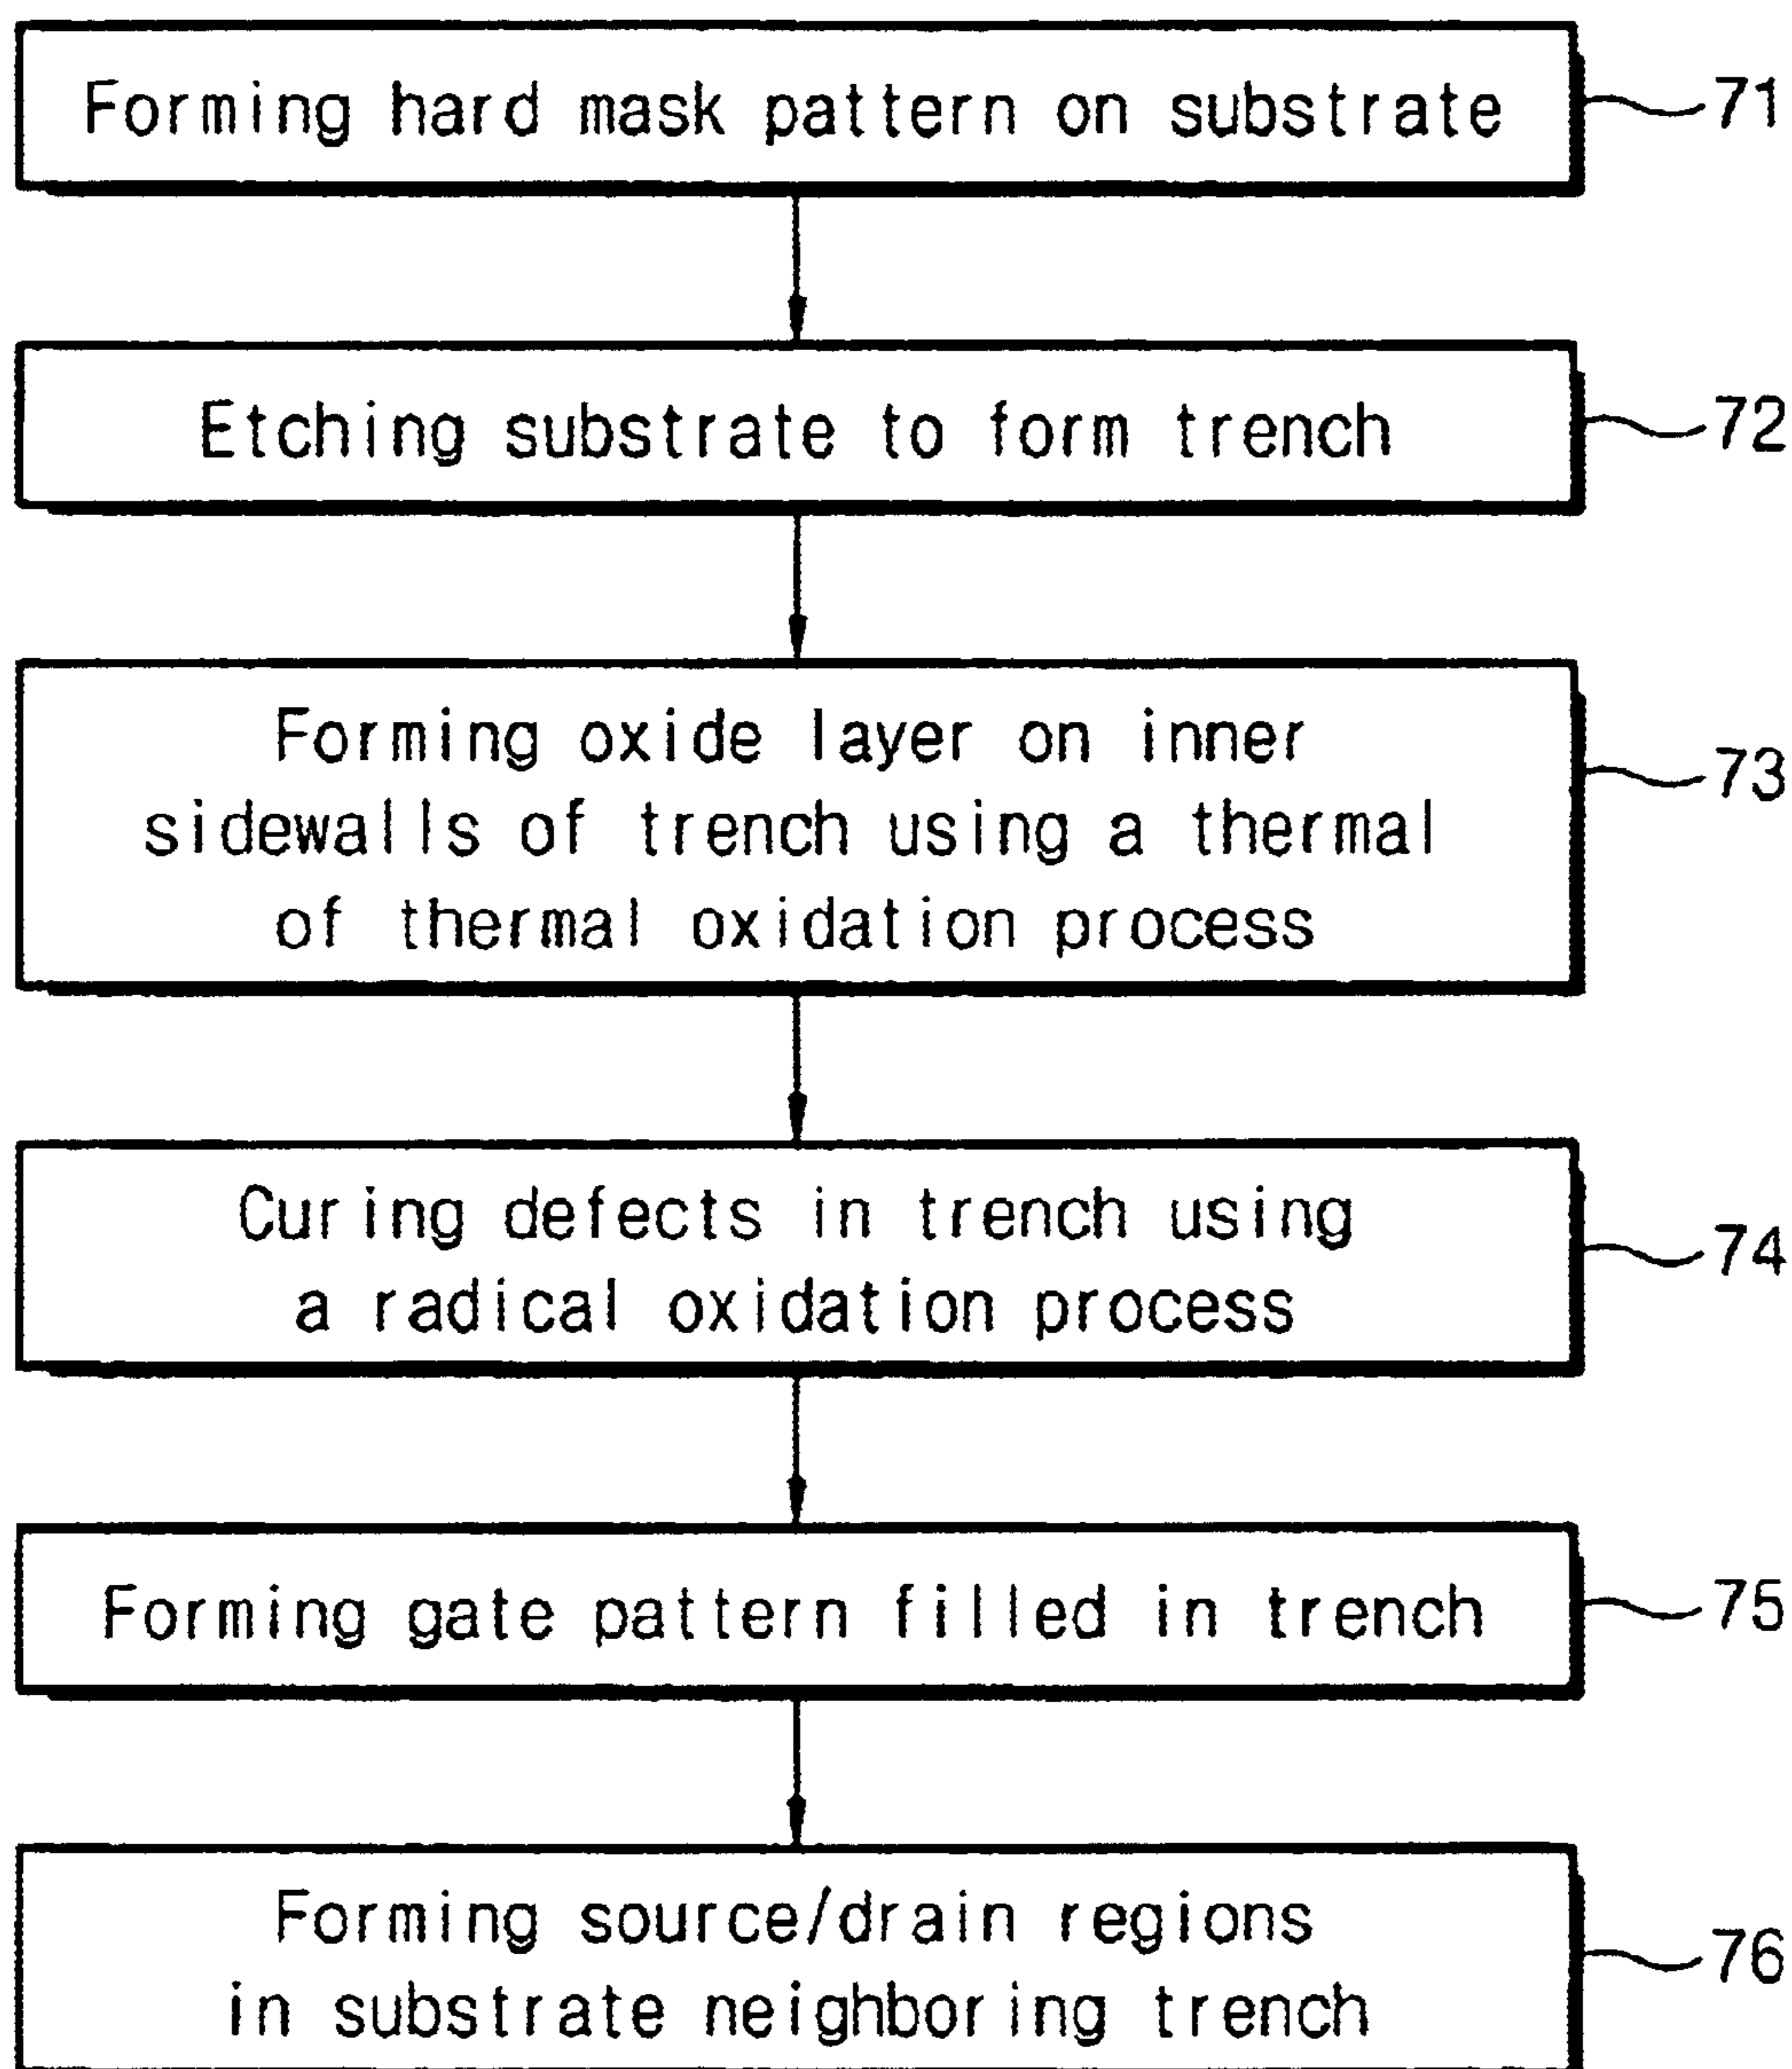 Forming hard mask pattern on substrate
71
Etching substrate to form trench
72
Forming oxide layer on inner
sidewalls of trench using a thermal
of thermal oxidation process
73
Curing defects in trench using
a radical oxidation process
74
Forming gate pattern filled in trench
75
Forming source/drain regions
in substrate neighboring trench
76